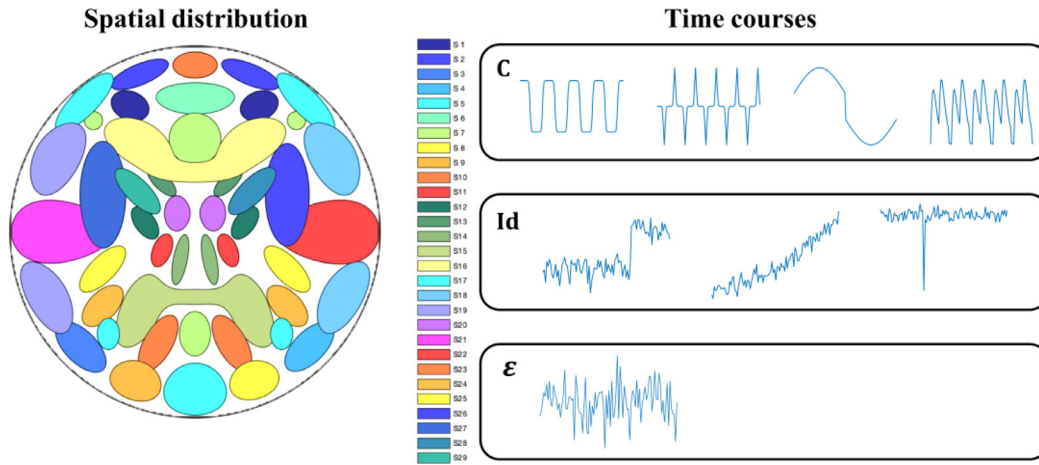 Spatial distribution
Time courses
S 1
S 2
S 3
S 4
S 5
S 6
S 7
S 8
S 9
S10
S11
S12
S13
S14
S15
S16
S17
S18
S19
S20
S21
S22
S23
S24
S25
S26
S27
S28
S29
C
Id
ε